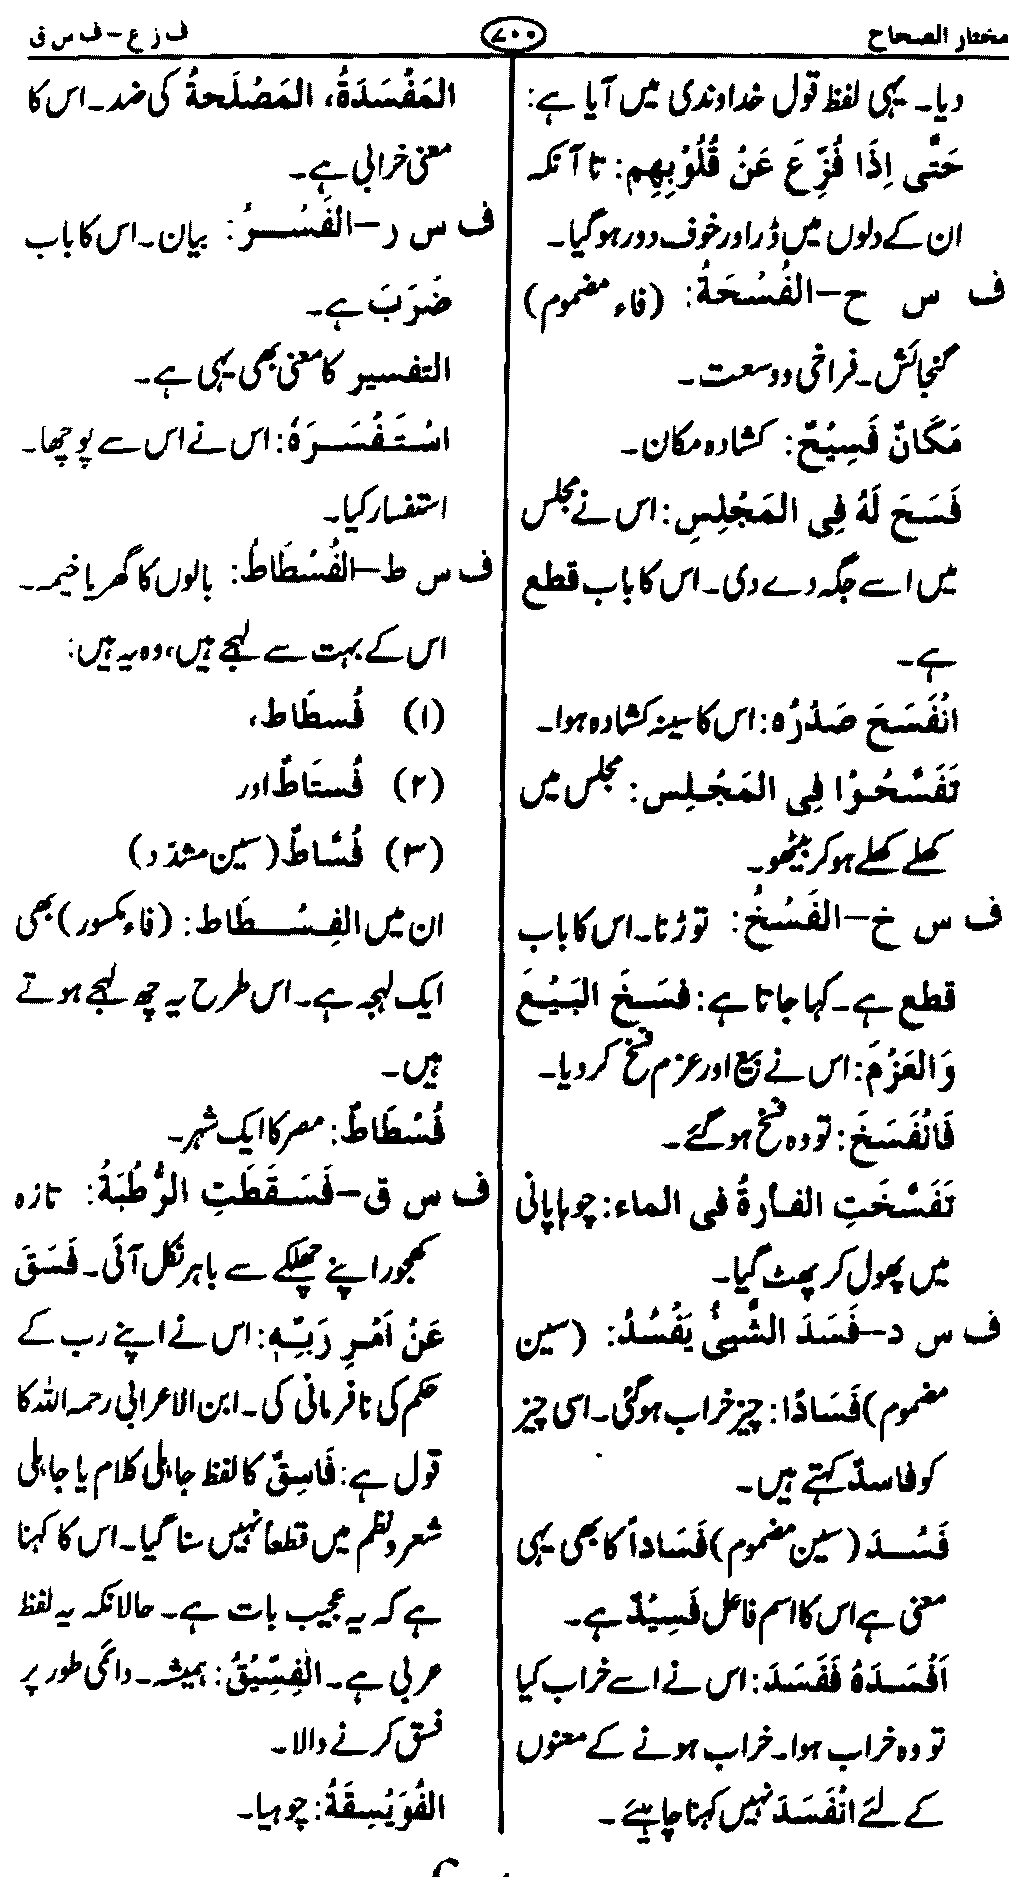 مختار الصحاح
۷۰۰
ف ز ع – ف س ق
دیا۔ یہی لفظ قول خداوندی میں آیا ہے:
حَتّٰی اِذَا فُزِّعَ عَنْ قُلُوْبِهِم: تا آنکہ
ان کے دلوں میں ڈر اور خوف دور ہو گیا۔
ف س ح–الفُسْحَةُ: (فاء مضموم)
گنجائش۔ فراخی و وسعت۔
مَكَانٌ فَسِيْحٌ: کشادہ مکان۔
فَسَحَ لَهُ فِي المَجْلِسِ: اس نے مجلس
میں اسے جگہ دے دی۔ اس کا باب قطع
ہے۔
انْفَسَحَ صَدْرُه: اس کا سینہ کشادہ ہوا۔
تَفَسَّحُوْا فِي المَجْلِس: مجلس میں
کھلے کھلے ہو کر بیٹھو۔
ف س خ–الفَسْخُ: توڑنا۔ اس کا باب
قطع ہے۔ کہا جاتا ہے: فَسَخَ البَيْعَ
وَالعَزْمَ: اس نے بیع اور عزم فسخ کر دیا۔
فَانْفَسَخَ: تو وہ فسخ ہو گئے۔
تَفَسَّخَتِ الفأرةُ في الماء: چوہا پانی
میں پھول کر پھٹ گیا۔
ف س د–فَسَدَ الشَّيئُ يَفْسُدُ: (سین
مضموم) فَسَادًا: چیز خراب ہو گئی۔ اسی چیز
کو فاسدٌ کہتے ہیں۔
فَسُدَ (سین مضموم) فَسَاداً کا بھی یہی
معنی ہے اس کا اسم فاعل فَسِيْدٌ ہے۔
اَفْسَدَهُ فَفَسَدَ: اس نے اسے خراب کیا
تو وہ خراب ہوا۔ خراب ہونے کے معنوں
کے لئے انْفَسَدَ نہیں کہنا چاہیئے۔
المَفْسَدَةُ، المَصْلَحةُ کی ضد۔ اس کا
معنی خرابی ہے۔
ف س ر–الفَسْرُ: بیان۔ اس کا باب
ضَرَبَ ہے۔
التفسیر کا معنی بھی یہی ہے۔
اسْتَفْسَرَهُ: اس نے اس سے پوچھا۔
استفسار کیا۔
ف س ط–الفُسْطَاطُ: بالوں کا گھر یا خیمہ۔
اس کے بہت سے لہجے ہیں، وہ یہ ہیں:
(۱) فُسطَاط،
(۲) فُستَاطٌ اور
(۳) فُسَّاطٌ (سین مشدّد)
ان میں الفِسْطَاط: (فاء مکسور) بھی
ایک لہجہ ہے۔ اس طرح یہ چھ لہجے ہوتے
ہیں۔
فُسْطَاطٌ: مصر کا ایک شہر۔
ف س ق–فَسَقَطَتِ الرُّطْبَةُ: تازہ
کھجور اپنے چھلکے سے باہر نکل آئی۔ فَسَقَ
عَنْ اَمْرِ رَبِّهٖ: اس نے اپنے رب کے
حکم کی نافرمانی کی۔ ابن الاعرابی رحمہ اللہ کا
قول ہے: فَاسِقٌ کا لفظ جاہلی کلام یا جاہلی
شعر و نظم میں قطعاً نہیں سنا گیا۔ اس کا کہنا
ہے کہ یہ عجیب بات ہے۔ حالانکہ یہ لفظ
عربی ہے۔ الفِسِّيْقُ: ہمیشہ۔ دائمی طور پر
فسق کرنے والا۔
الفُوَيْسِقَةُ: چوہیا۔